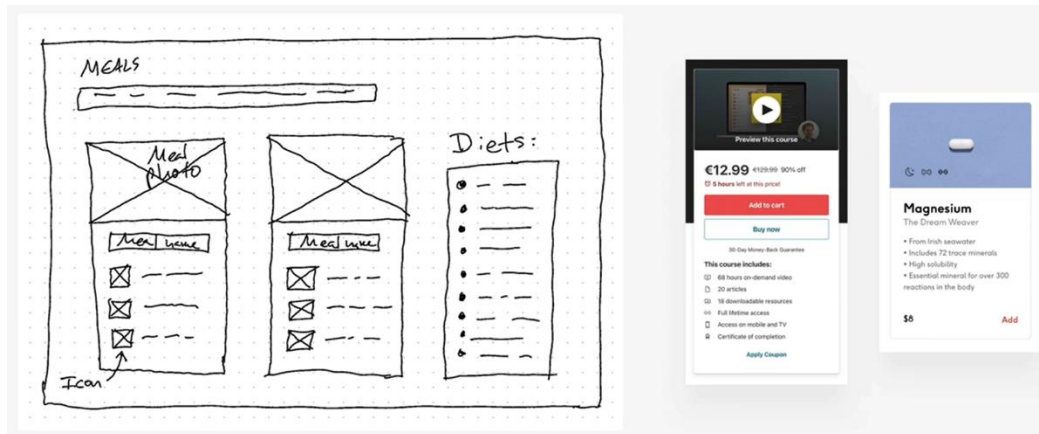 MEALS
Meal
Photo
Meal name
Icon
Meal name
Diets:
Preview this course
€12.99 €129.99 90% off
5 hours left at this price!
Add to cart
Buy now
30-Day Money-Back Guarantee
This course includes:
68 hours on-demand video
20 articles
18 downloadable resources
Full lifetime access
Access on mobile and TV
Certificate of completion
Apply Coupon
Magnesium
The Dream Weaver
• From Irish seawater
• Includes 72 trace minerals
• High solubility
• Essential mineral for over 300
reactions in the body
$8 Add